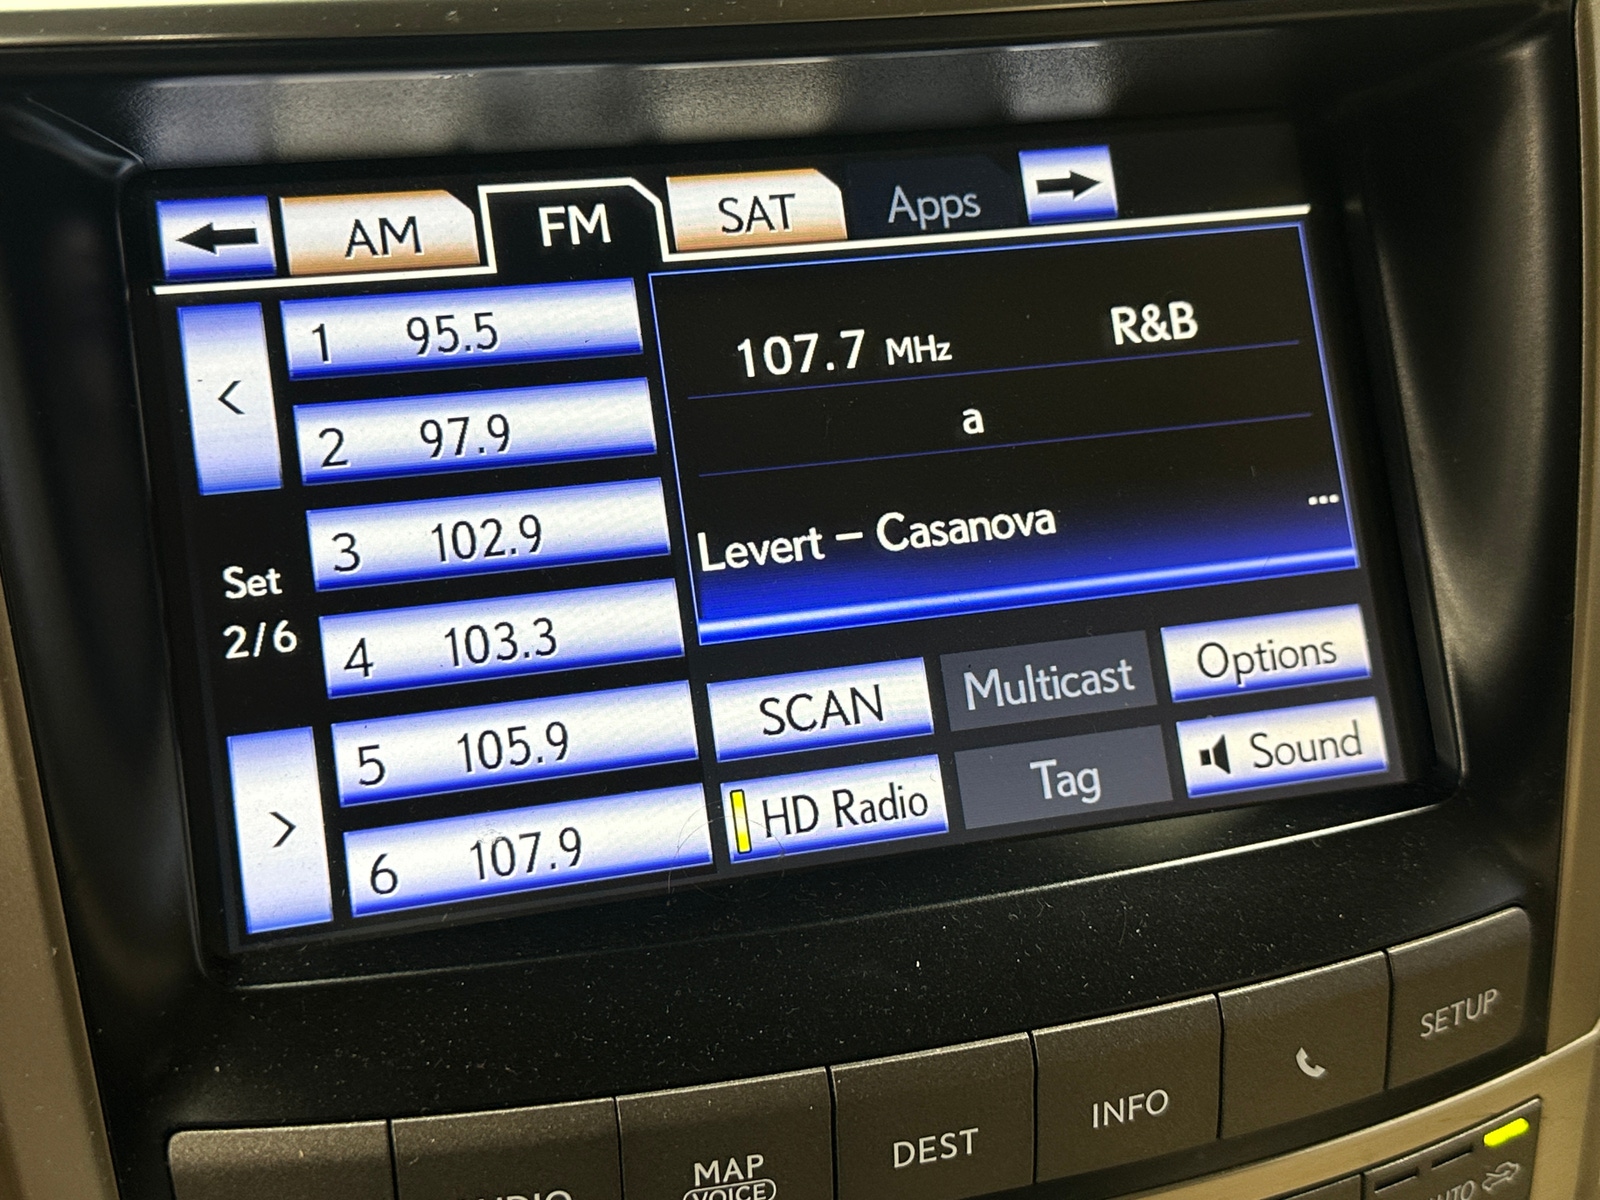 AM FM SAT Apps
1 95.5
2 97.9
3 102.9
4 103.3
5 105.9
6 107.9
<
Set
2/6
>
107.7 MHz R&B
a
Levert – Casanova ...
SCAN Multicast Options
HD Radio Tag Sound
MAP
VOICE
DEST
INFO
SETUP